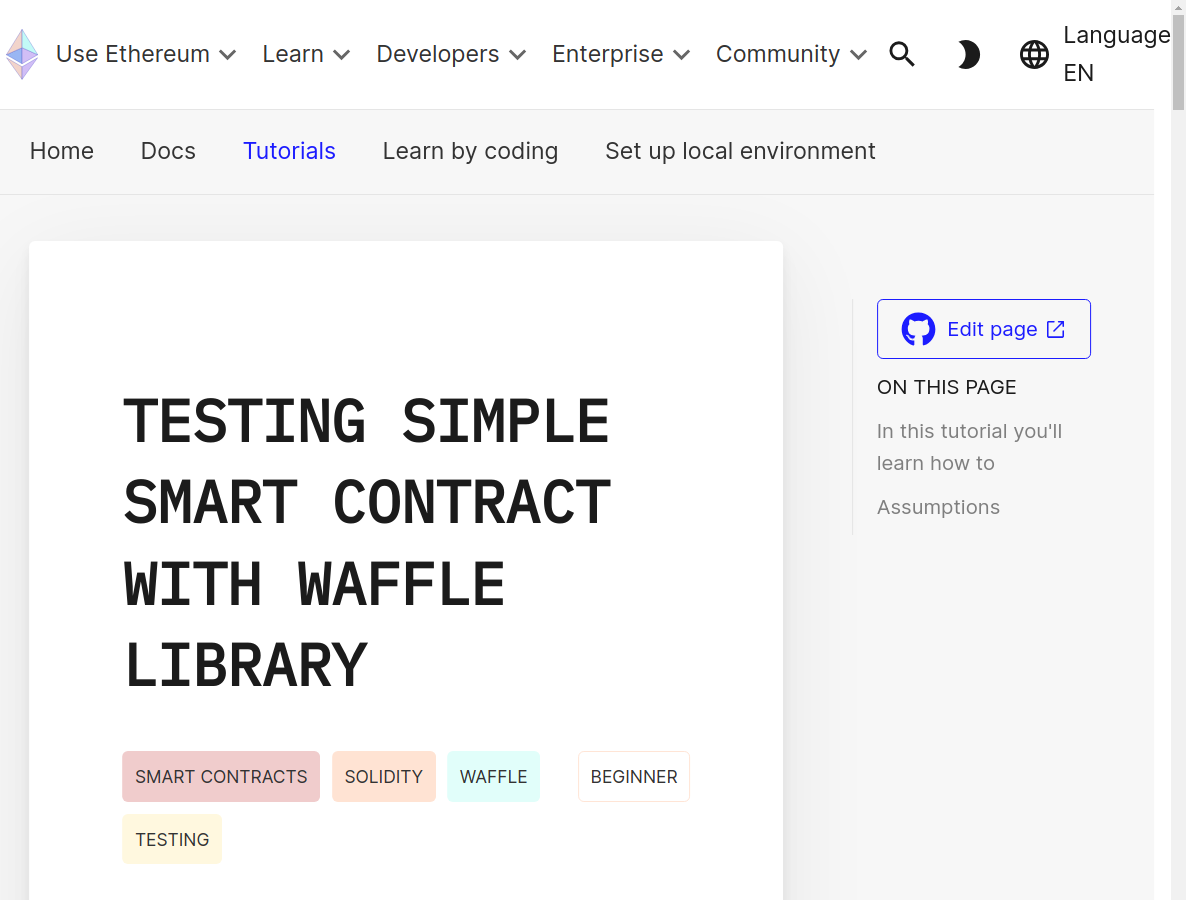 Use Ethereum Learn Developers Enterprise Community Language EN
Home Docs Tutorials Learn by coding Set up local environment
TESTING SIMPLE
SMART CONTRACT
WITH WAFFLE
LIBRARY
SMART CONTRACTS SOLIDITY WAFFLE BEGINNER
TESTING
Edit page
ON THIS PAGE
In this tutorial you'll
learn how to
Assumptions